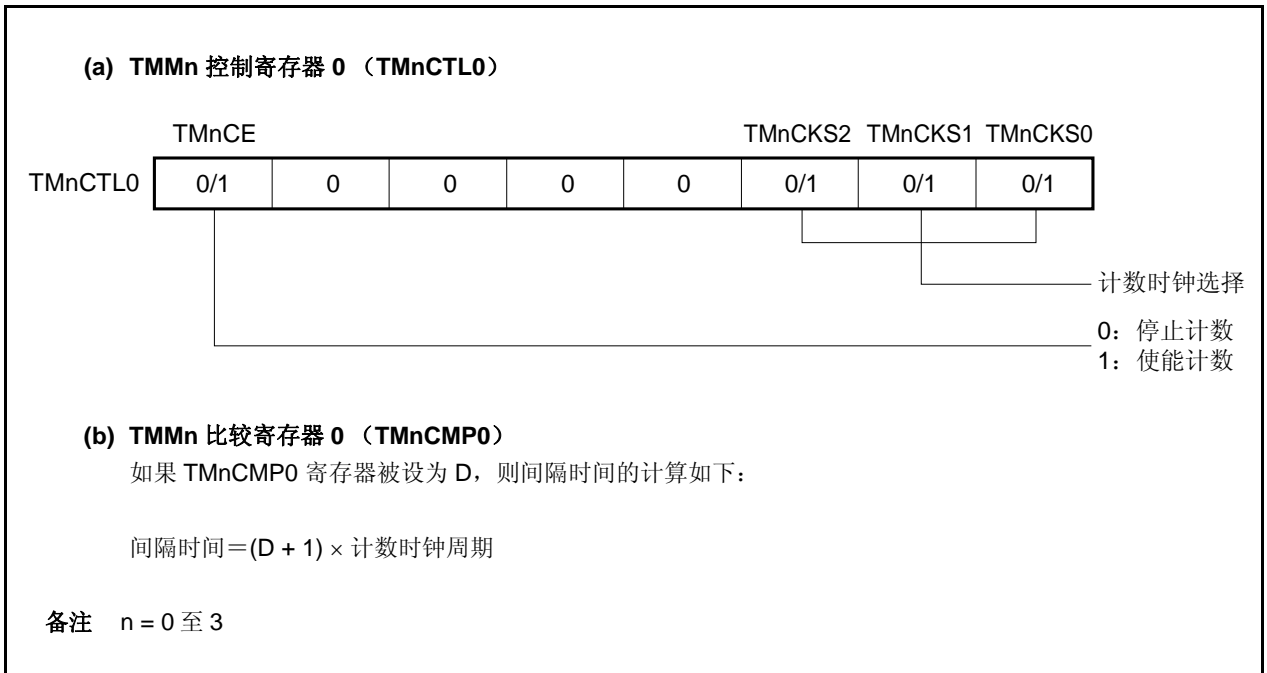 (a) TMMn 控制寄存器 0 （TMnCTL0）
TMnCE TMnCKS2 TMnCKS1 TMnCKS0
TMnCTL0 0/1 0 0 0 0 0/1 0/1 0/1
计数时钟选择
0：停止计数
1：使能计数
(b) TMMn 比较寄存器 0 （TMnCMP0）
如果 TMnCMP0 寄存器被设为 D，则间隔时间的计算如下：
间隔时间＝(D + 1) × 计数时钟周期
备注 n = 0 至 3